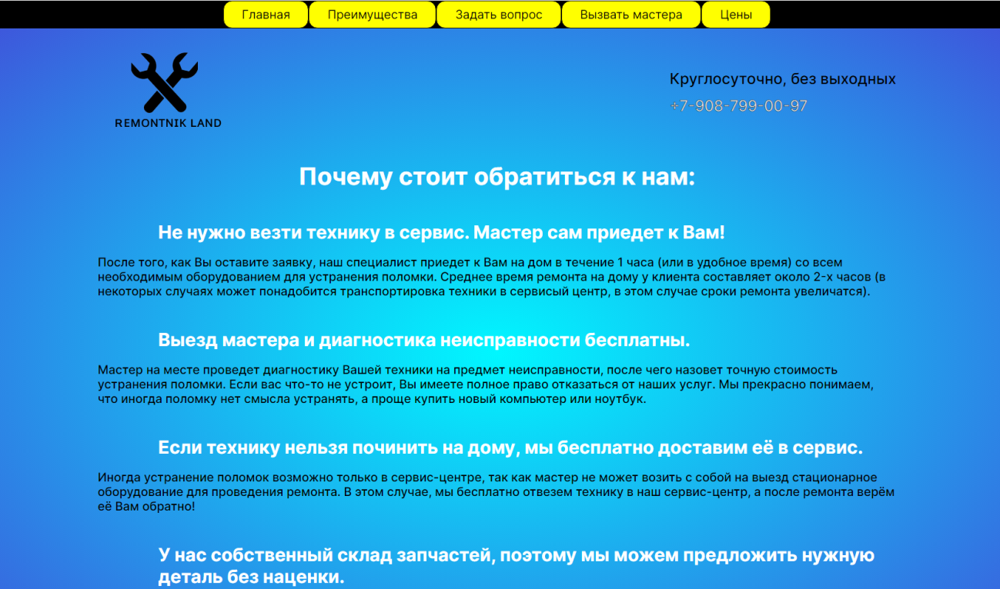 Главная Преимущества Задать вопрос Вызвать мастера Цены
REMONTNIK LAND
Круглосуточно, без выходных
+7-908-799-00-97
Почему стоит обратиться к нам:
Не нужно везти технику в сервис. Мастер сам приедет к Вам!
После того, как Вы оставите заявку, наш специалист приедет к Вам на дом в течение 1 часа (или в удобное время) со всем
необходимым оборудованием для устранения поломки. Среднее время ремонта на дому у клиента составляет около 2-х часов (в
некоторых случаях может понадобится транспортировка техники в сервисый центр, в этом случае сроки ремонта увеличатся).
Выезд мастера и диагностика неисправности бесплатны.
Мастер на месте проведет диагностику Вашей техники на предмет неисправности, после чего назовет точную стоимость
устранения поломки. Если вас что-то не устроит, Вы имеете полное право отказаться от наших услуг. Мы прекрасно понимаем,
что иногда поломку нет смысла устранять, а проще купить новый компьютер или ноутбук.
Если технику нельзя починить на дому, мы бесплатно доставим её в сервис.
Иногда устранение поломок возможно только в сервис-центре, так как мастер не может возить с собой на выезд стационарное
оборудование для проведения ремонта. В этом случае, мы бесплатно отвезем технику в наш сервис-центр, а после ремонта верём
её Вам обратно!
У нас собственный склад запчастей, поэтому мы можем предложить нужную
деталь без наценки.